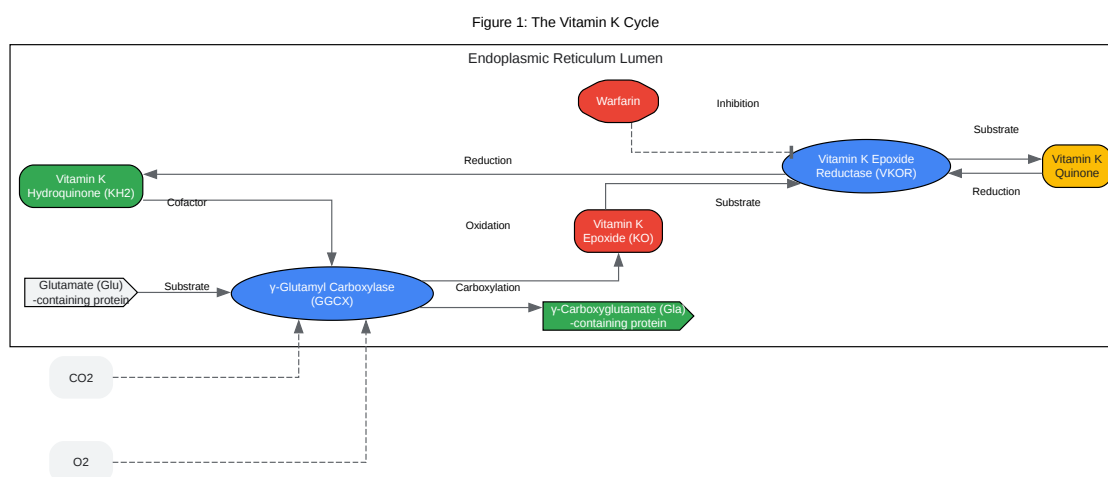 Figure 1: The Vitamin K Cycle
Endoplasmic Reticulum Lumen
Warfarin
Inhibition
Substrate
Reduction
Vitamin K Epoxide
Reductase (VKOR)
Vitamin K
Quinone
Vitamin K
Hydroquinone (KH2)
Cofactor
Substrate
Reduction
Oxidation
Vitamin K
Epoxide (KO)
Glutamate (Glu)
-containing protein
Substrate
γ-Glutamyl Carboxylase
(GGCX)
Carboxylation
γ-Carboxyglutamate (Gla)
-containing protein
CO2
O2